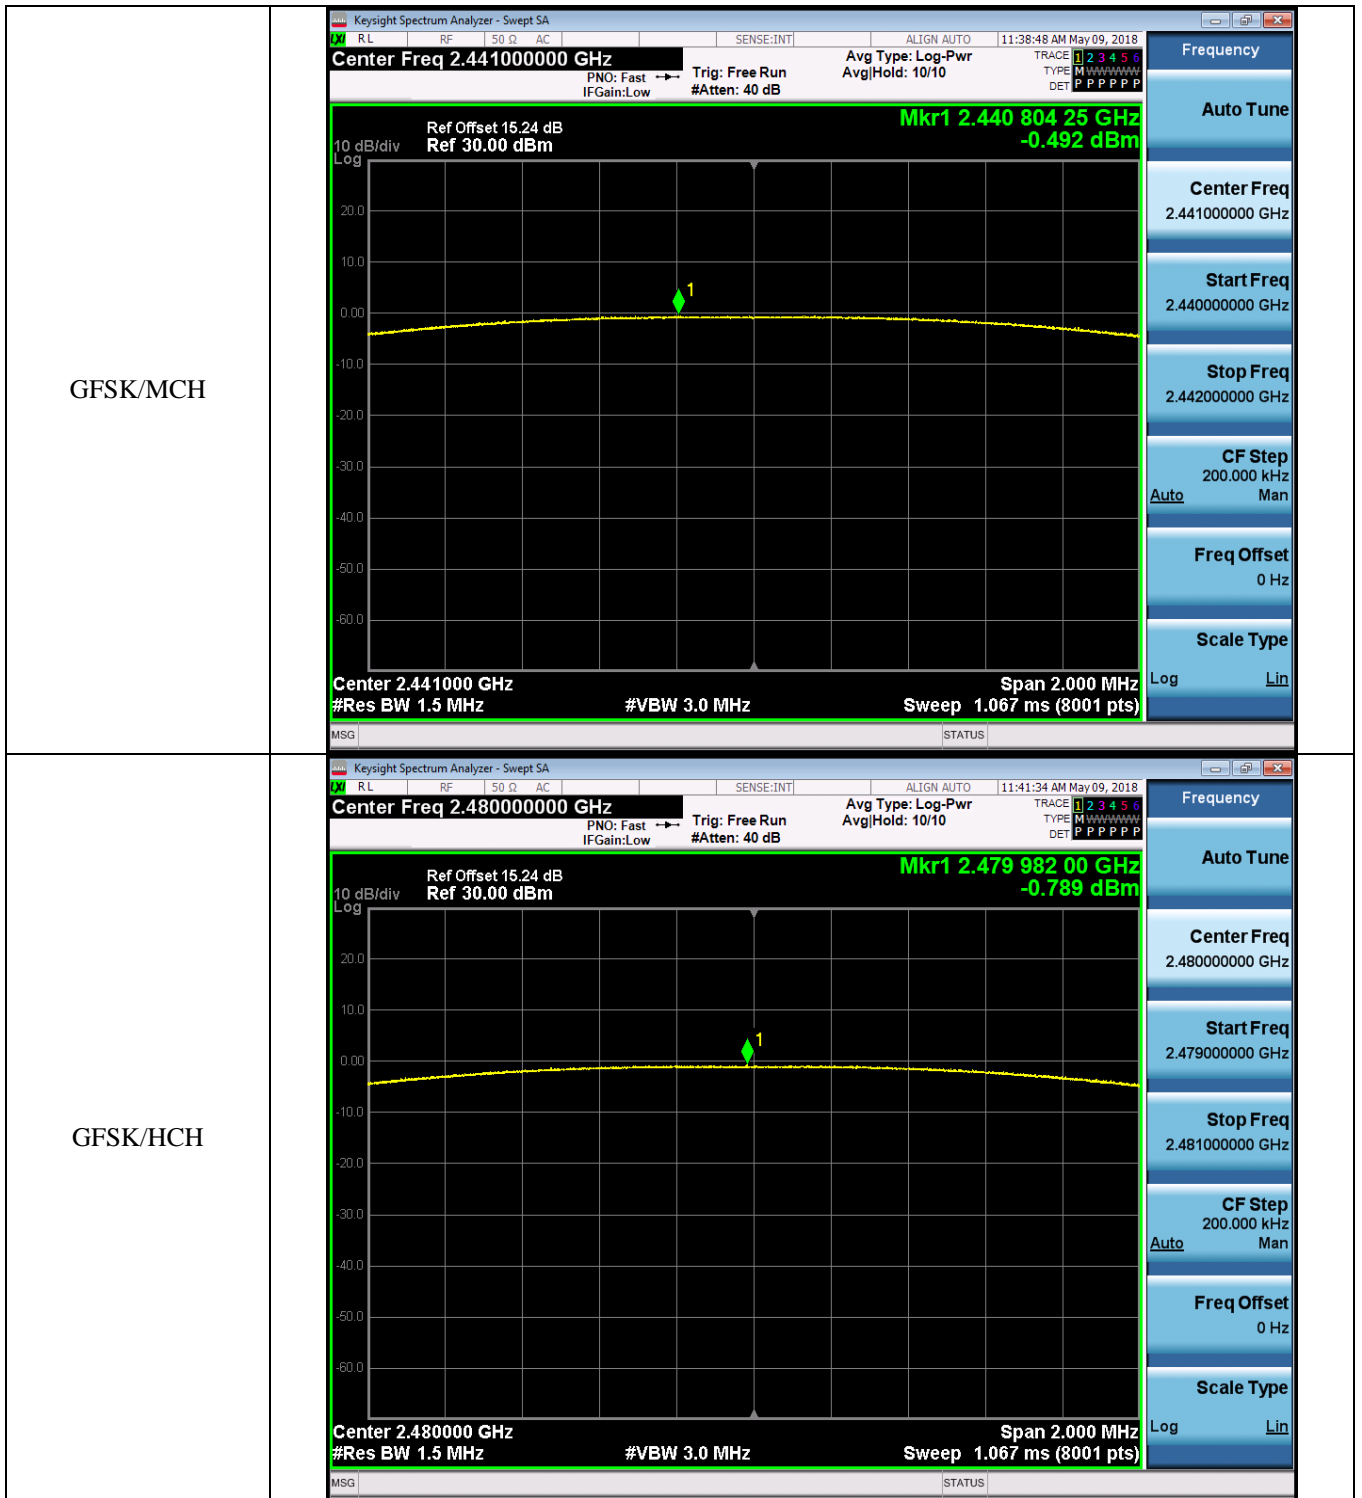 GFSK/MCH
Keysight Spectrum Analyzer - Swept SA
LXI RL RF 50 Ω AC SENSE:INT ALIGN AUTO 11:38:48 AM May 09, 2018
Center Freq 2.441000000 GHz
PNO: Fast
IFGain:Low
Trig: Free Run
#Atten: 40 dB
Avg Type: Log-Pwr
Avg|Hold: 10/10
TRACE 1 2 3 4 5 6
TYPE M WWWWW
DET P P P P P P
Mkr1 2.440 804 25 GHz
-0.492 dBm
Ref Offset 15.24 dB
10 dB/div Ref 30.00 dBm
Log
20.0
10.0
1
0.00
-10.0
-20.0
-30.0
-40.0
-50.0
-60.0
Center 2.441000 GHz Span 2.000 MHz
#Res BW 1.5 MHz #VBW 3.0 MHz Sweep 1.067 ms (8001 pts)
MSG STATUS
Frequency
Auto Tune
Center Freq
2.441000000 GHz
Start Freq
2.440000000 GHz
Stop Freq
2.442000000 GHz
CF Step
200.000 kHz
Auto Man
Freq Offset
0 Hz
Scale Type
Log Lin
GFSK/HCH
Keysight Spectrum Analyzer - Swept SA
LXI RL RF 50 Ω AC SENSE:INT ALIGN AUTO 11:41:34 AM May 09, 2018
Center Freq 2.480000000 GHz
PNO: Fast
IFGain:Low
Trig: Free Run
#Atten: 40 dB
Avg Type: Log-Pwr
Avg|Hold: 10/10
TRACE 1 2 3 4 5 6
TYPE M WWWWW
DET P P P P P P
Mkr1 2.479 982 00 GHz
-0.789 dBm
Ref Offset 15.24 dB
10 dB/div Ref 30.00 dBm
Log
20.0
10.0
1
0.00
-10.0
-20.0
-30.0
-40.0
-50.0
-60.0
Center 2.480000 GHz Span 2.000 MHz
#Res BW 1.5 MHz #VBW 3.0 MHz Sweep 1.067 ms (8001 pts)
MSG STATUS
Frequency
Auto Tune
Center Freq
2.480000000 GHz
Start Freq
2.479000000 GHz
Stop Freq
2.481000000 GHz
CF Step
200.000 kHz
Auto Man
Freq Offset
0 Hz
Scale Type
Log Lin